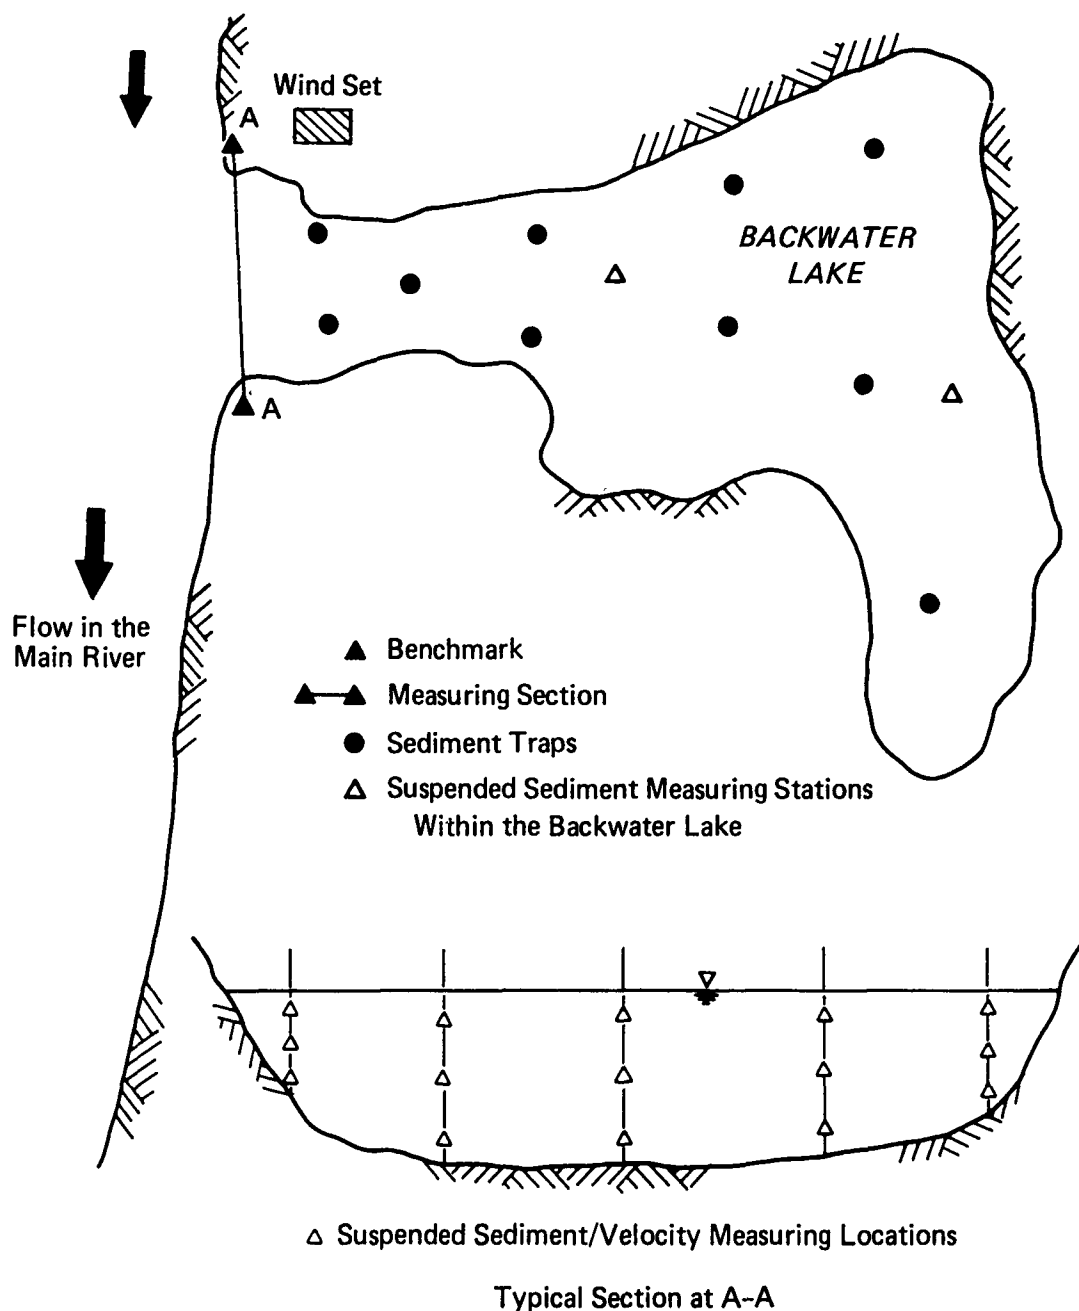 Wind Set
A
BACKWATER
LAKE
A
Flow in the
Main River
Benchmark
Measuring Section
Sediment Traps
Suspended Sediment Measuring Stations
Within the Backwater Lake
Suspended Sediment/Velocity Measuring Locations
Typical Section at A-A